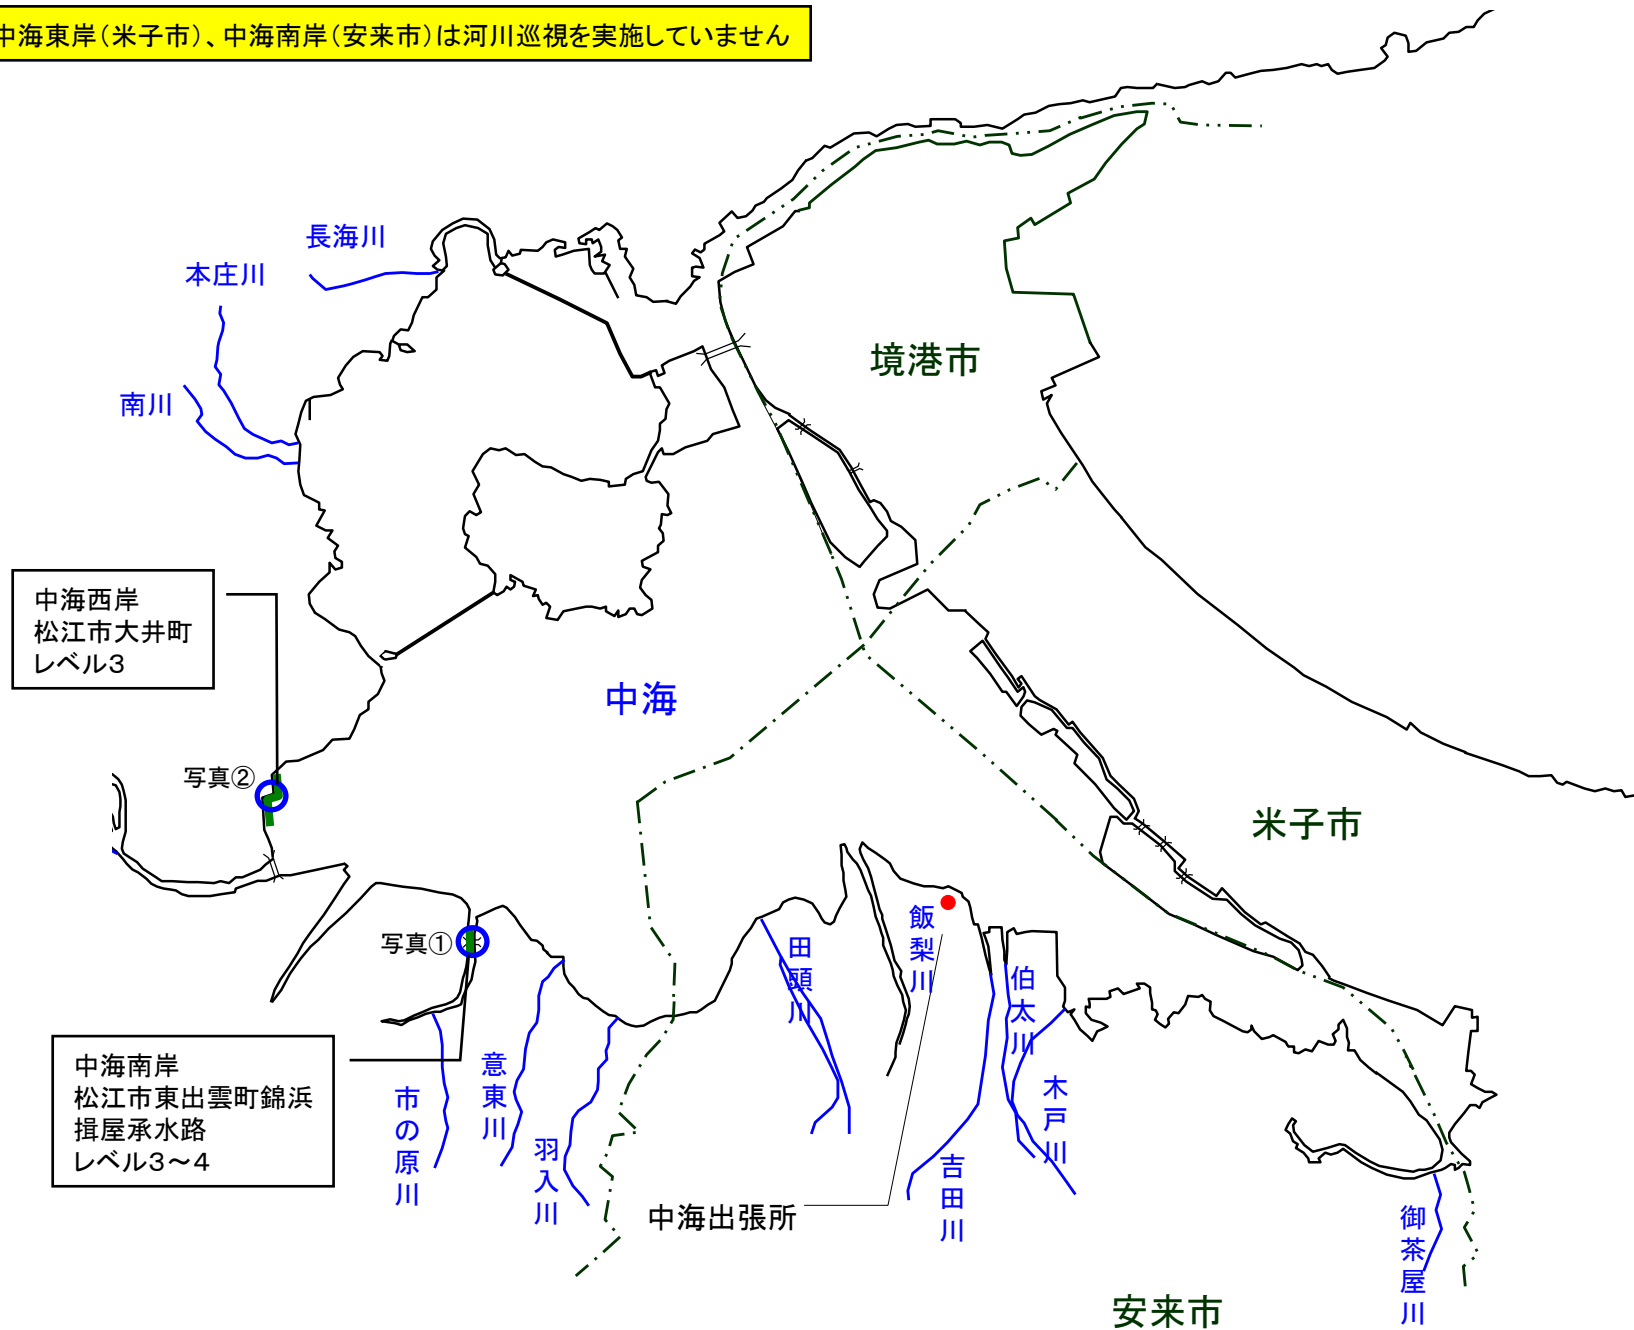 中海東岸（米子市）、中海南岸（安来市）は河川巡視を実施していません
長海川
本庄川
南川
境港市
中海西岸
松江市大井町
レベル3
中海
写真②
米子市
写真①
飯梨川
田頭川
伯太川
中海南岸
松江市東出雲町錦浜
揖屋承水路
レベル3～4
市の原川
意東川
羽入川
木戸川
吉田川
中海出張所
御茶屋川
安来市